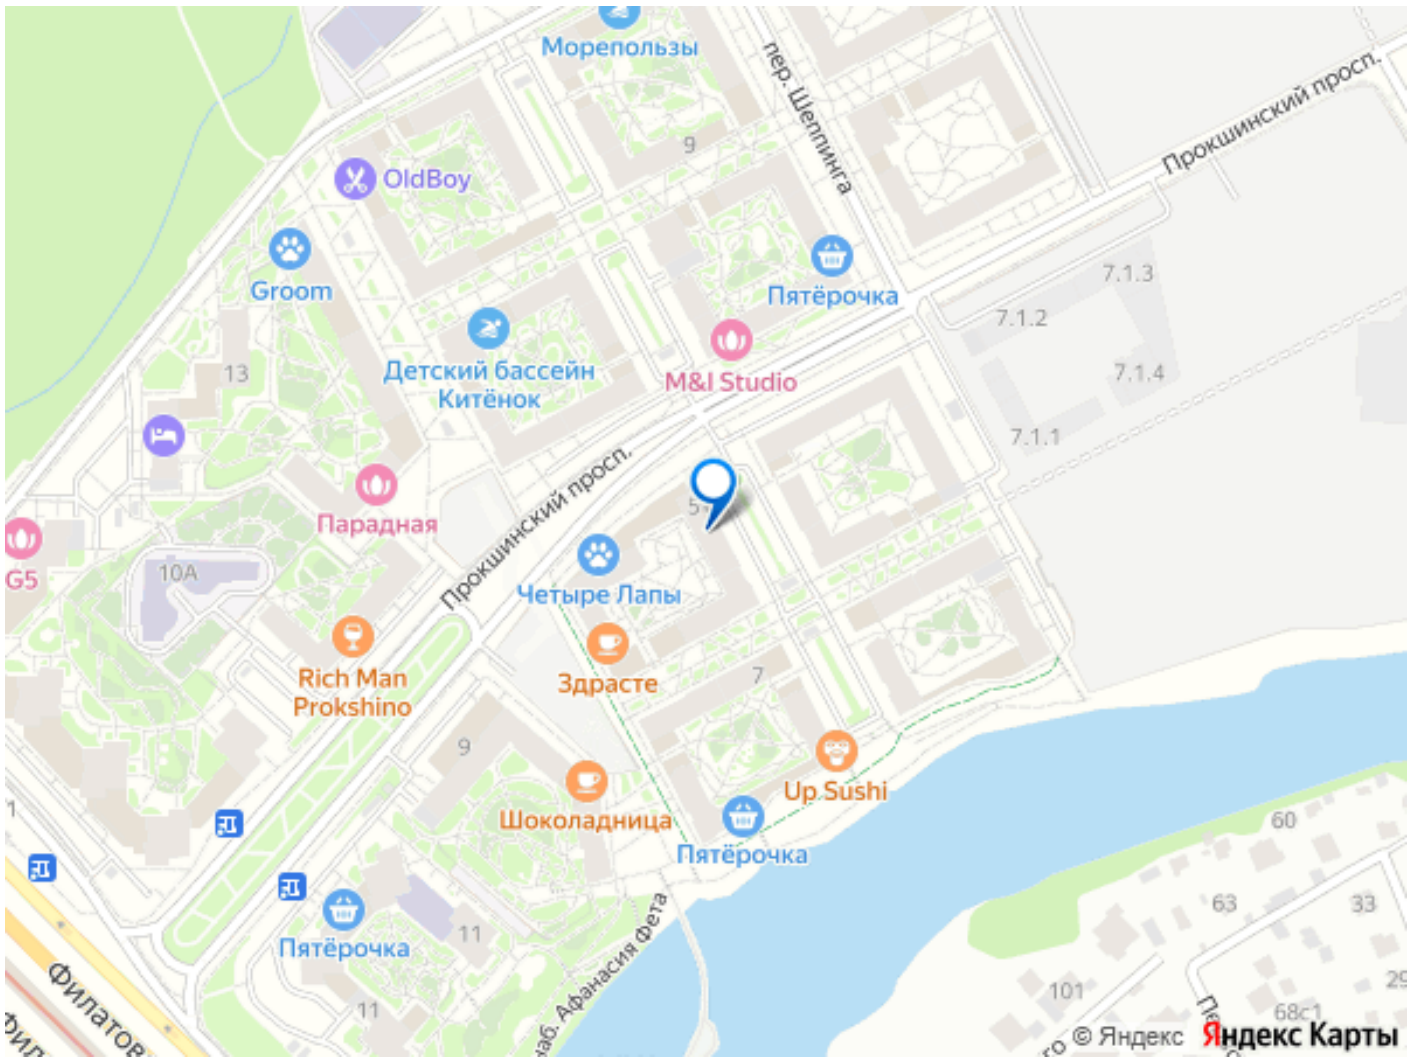 Морепользы
пер. Шеппинга
Прокшинский просп.
9
OldBoy
Groom
Пятёрочка
7.1.3
7.1.2
Детский бассейн
Китёнок
M&I Studio
13
7.1.4
7.1.1
Прокшинский просп.
Парадная
G5
10А
Четыре Лапы
Rich Man
Prokshino
Здрасте
7
9
Up Sushi
Шоколадница
Пятёрочка
60
63
33
Пятёрочка
11
11
наб. Афанасия Фета
101
68с1
29
© Яндекс Яндекс Карты